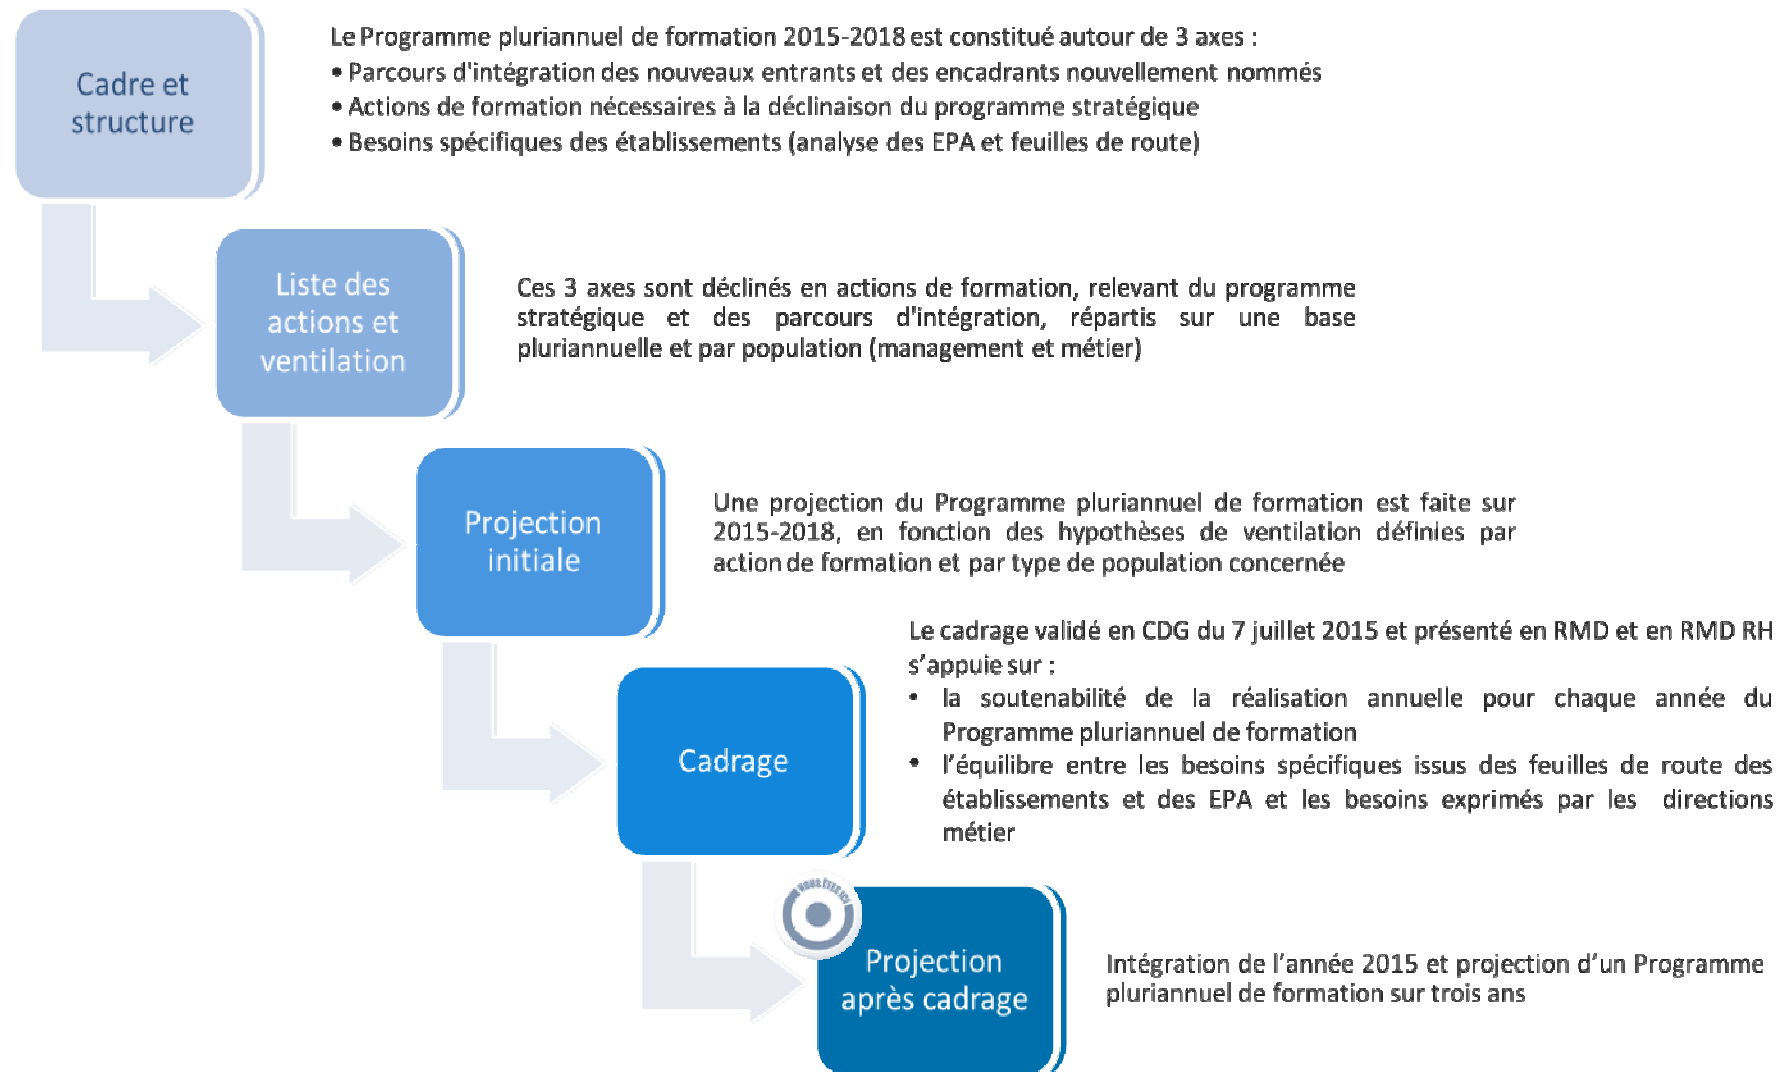 Cadre et
structure
Le Programme pluriannuel de formation 2015-2018 est constitué autour de 3 axes :
• Parcours d'intégration des nouveaux entrants et des encadrants nouvellement nommés
• Actions de formation nécessaires à la déclinaison du programme stratégique
• Besoins spécifiques des établissements (analyse des EPA et feuilles de route)
Liste des
actions et
ventilation
Ces 3 axes sont déclinés en actions de formation, relevant du programme
stratégique et des parcours d'intégration, répartis sur une base
pluriannuelle et par population (management et métier)
Projection
initiale
Une projection du Programme pluriannuel de formation est faite sur
2015-2018, en fonction des hypothèses de ventilation définies par
action de formation et par type de population concernée
Cadrage
Le cadrage validé en CDG du 7 juillet 2015 et présenté en RMD et en RMD RH
s’appuie sur :
• la soutenabilité de la réalisation annuelle pour chaque année du
Programme pluriannuel de formation
• l’équilibre entre les besoins spécifiques issus des feuilles de route des
établissements et des EPA et les besoins exprimés par les directions
métier
VOUS ÊTES ICI
Projection
après cadrage
Intégration de l’année 2015 et projection d’un Programme
pluriannuel de formation sur trois ans